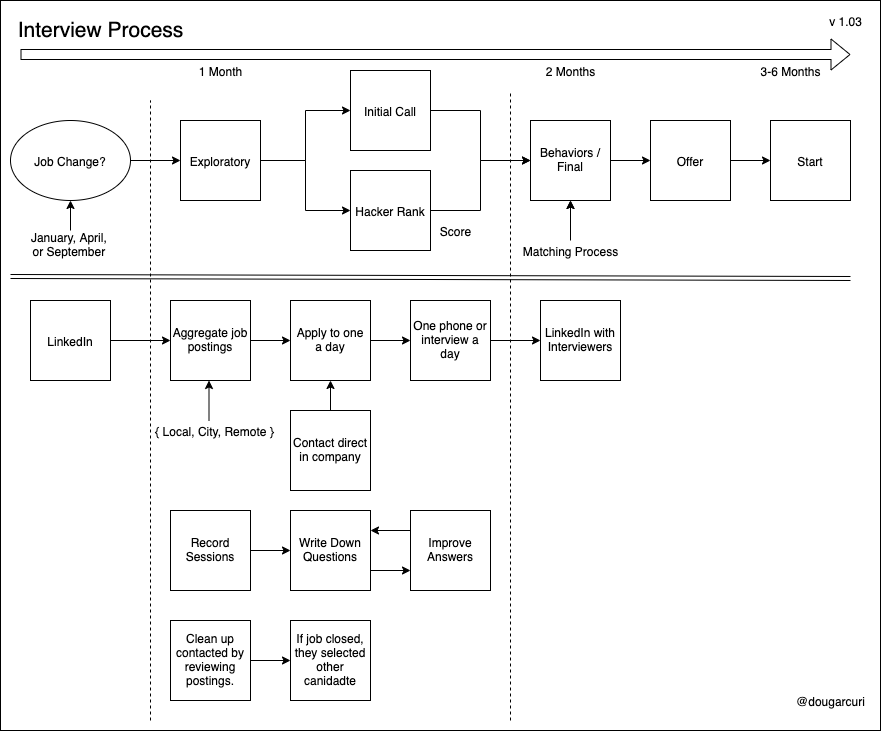 Interview Process
v 1.03
1 Month
2 Months
3-6 Months
Job Change?
Exploratory
Initial Call
Hacker Rank
Score
Behaviors /
Final
Offer
Start
January, April,
or September
Matching Process
LinkedIn
Aggregate job
postings
Apply to one
a day
One phone or
interview a
day
LinkedIn with
Interviewers
{ Local, City, Remote }
Contact direct
in company
Record
Sessions
Write Down
Questions
Improve
Answers
Clean up
contacted by
reviewing
postings.
If job closed,
they selected
other
canidadte
@dougarcuri